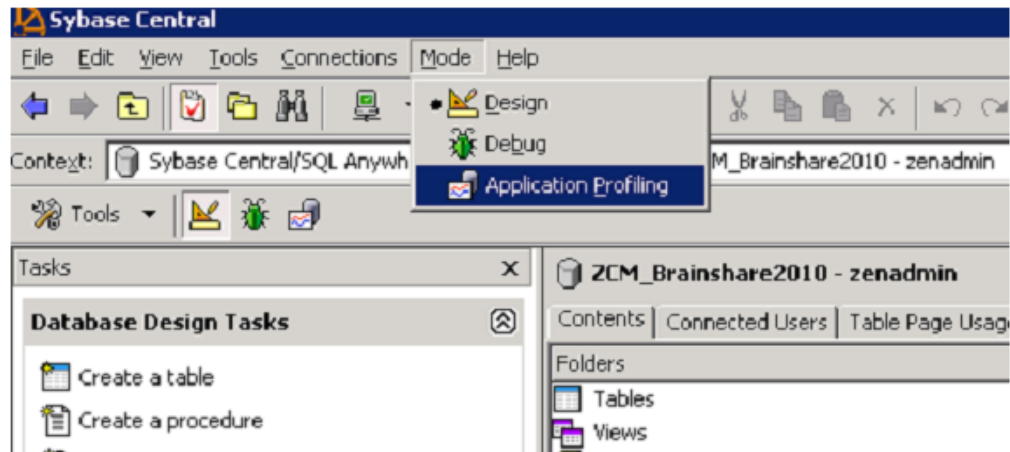 Sybase Central
File Edit View Tools Connections Mode Help
Design
Debug
Application Profiling
Context: Sybase Central/SQL Anywh M_Brainshare2010 - zenadmin
Tools
Tasks x
Database Design Tasks
Create a table
Create a procedure
ZCM_Brainshare2010 - zenadmin
Contents Connected Users Table Page Usag
Folders
Tables
Views